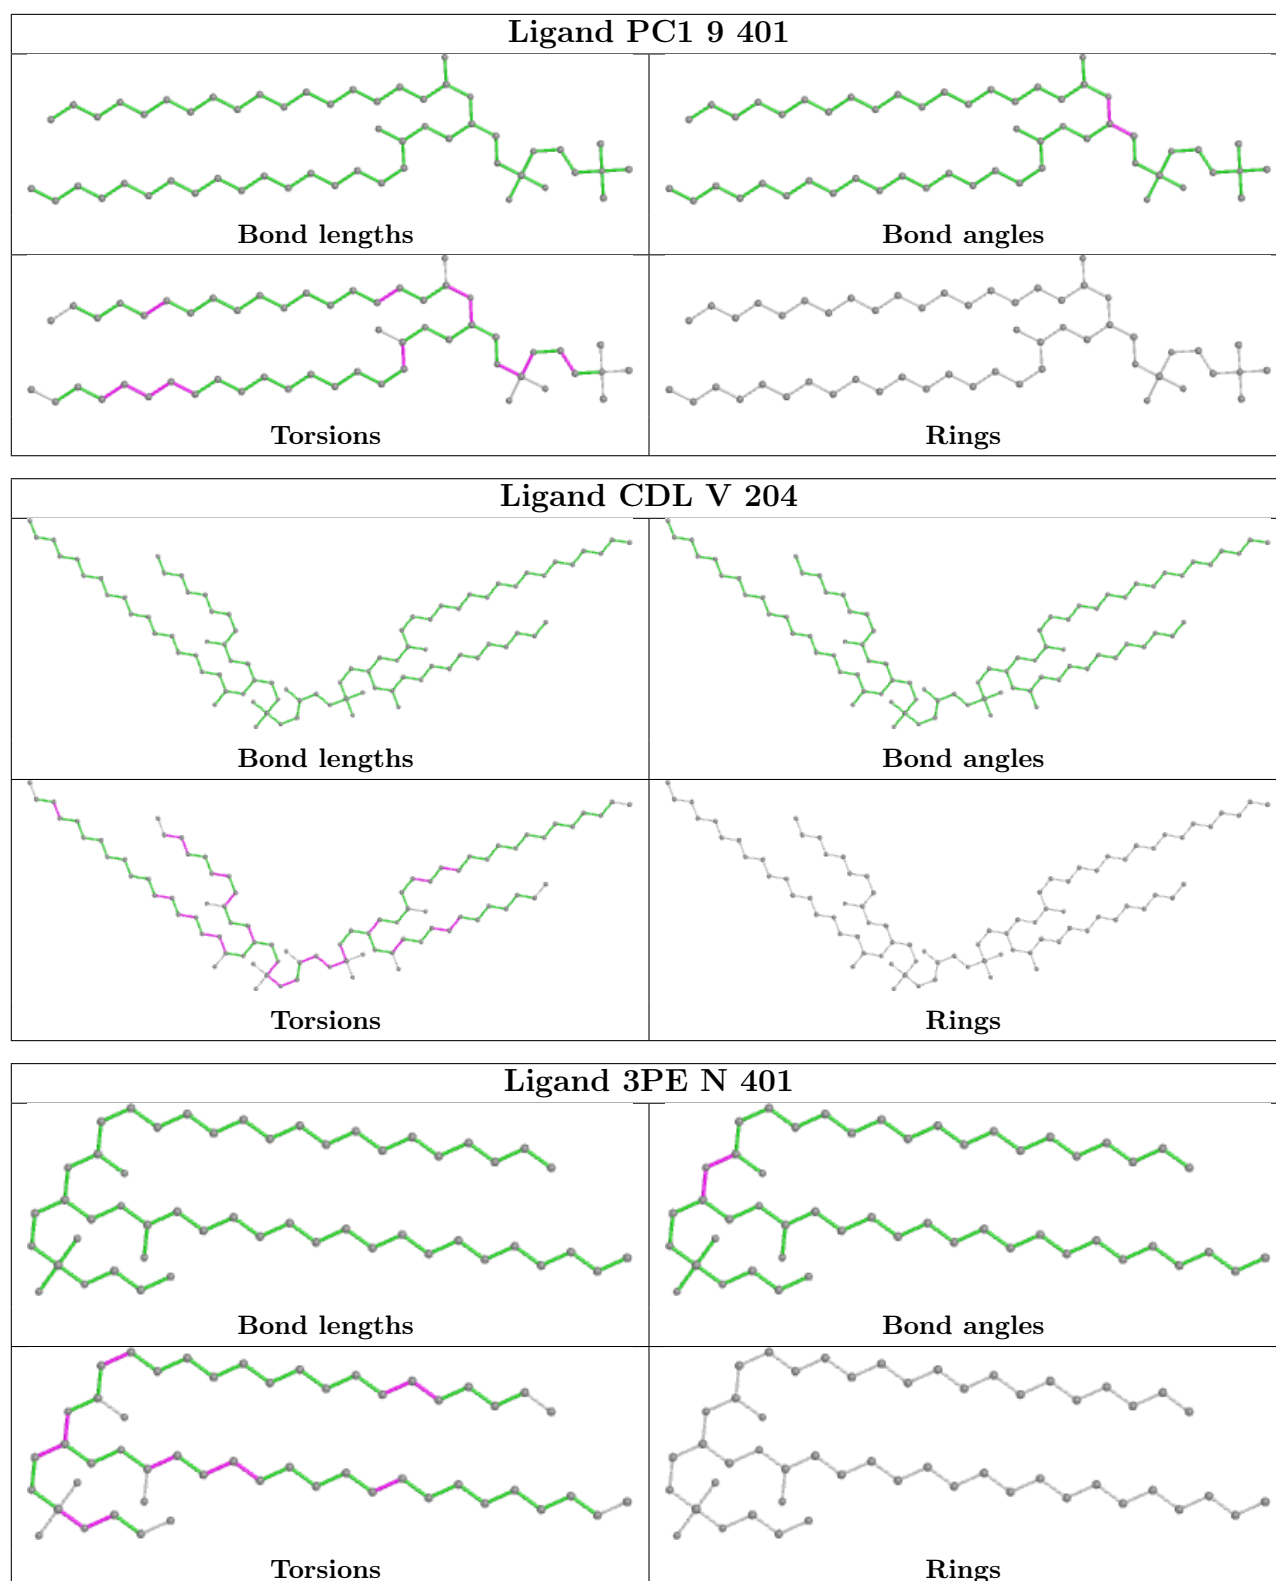 Ligand PC1 9 401
Bond lengths
Bond angles
Torsions
Rings
Ligand CDL V 204
Bond lengths
Bond angles
Torsions
Rings
Ligand 3PE N 401
Bond lengths
Bond angles
Torsions
Rings